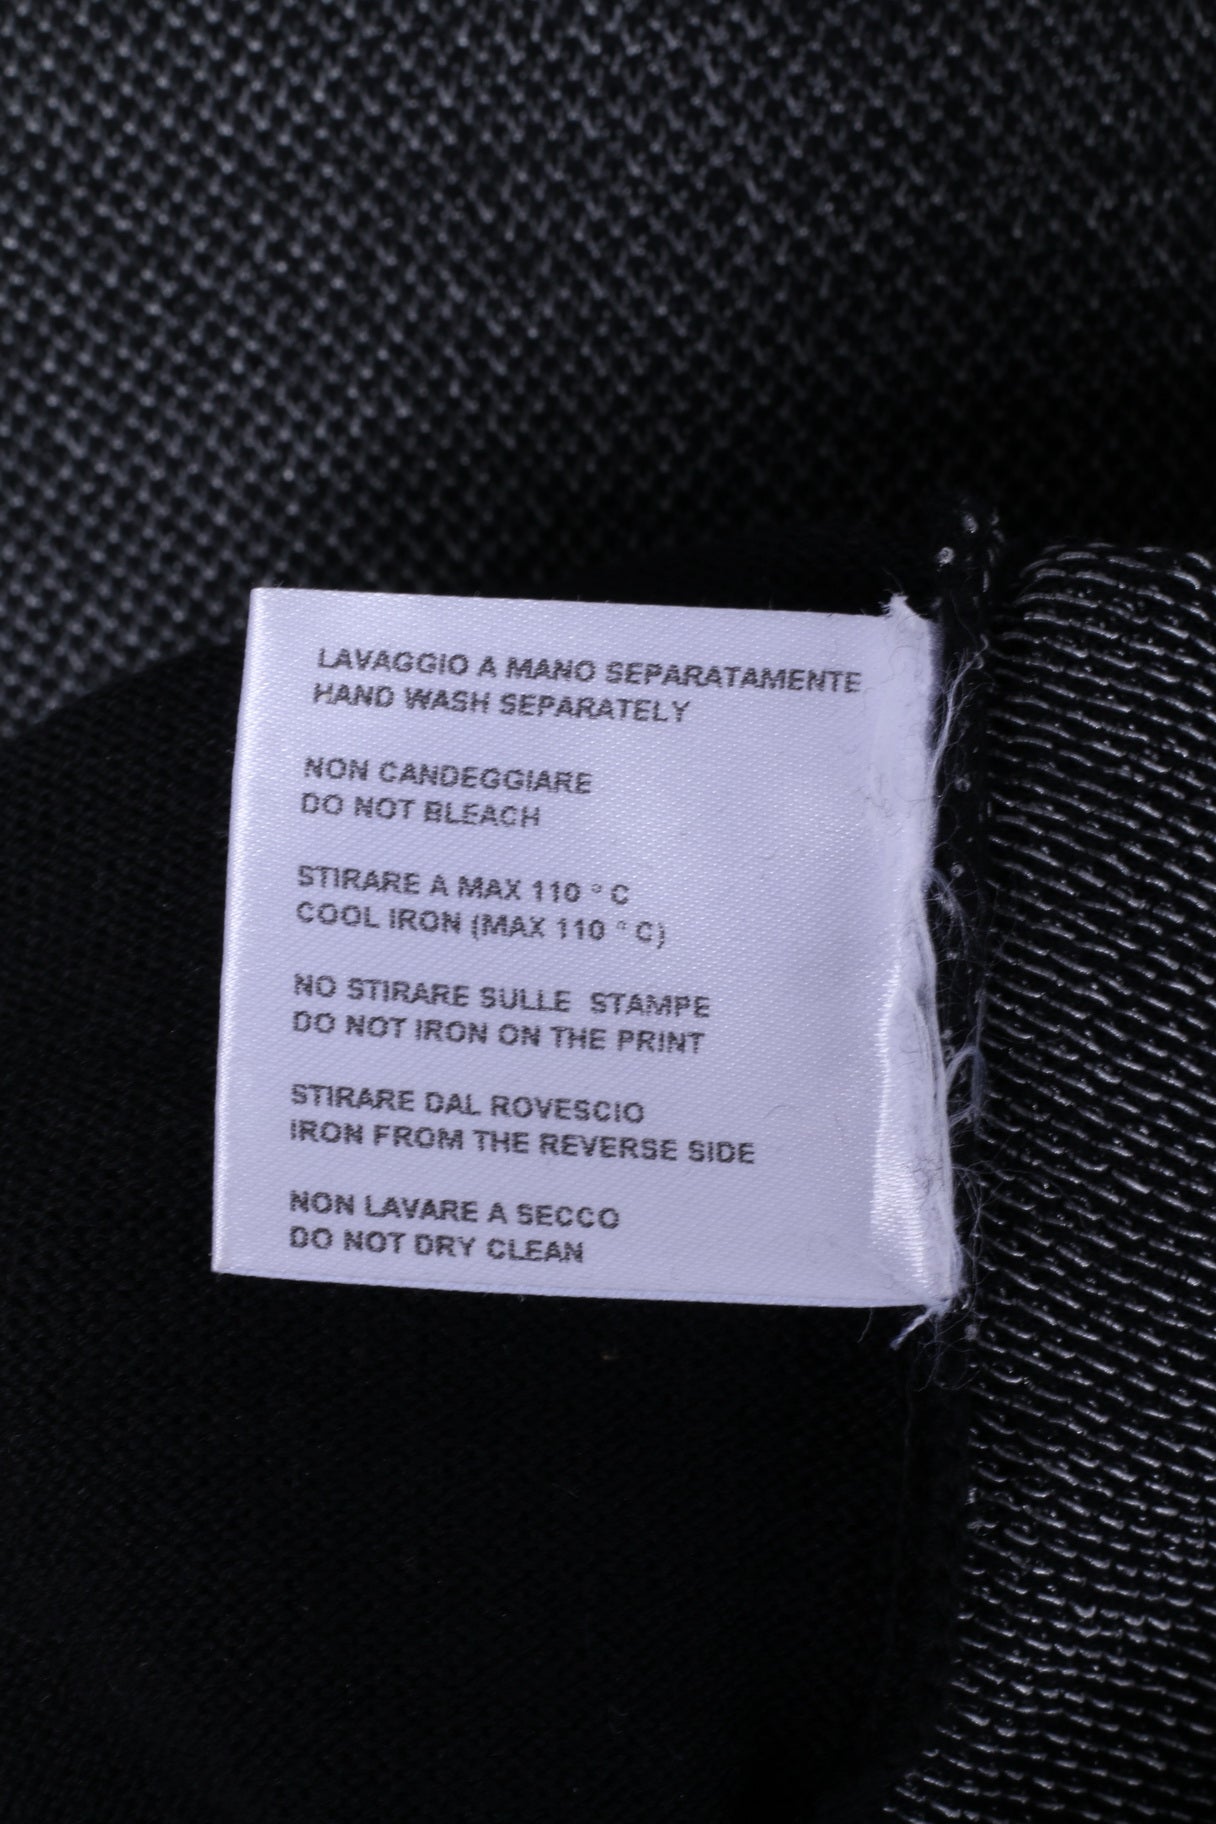 LAVAGGIO A MANO SEPARATAMENTE
HAND WASH SEPARATELY
NON CANDEGGIARE
DO NOT BLEACH
STIRARE A MAX 110 ° C
COOL IRON (MAX 110 ° C)
NO STIRARE SULLE STAMPE
DO NOT IRON ON THE PRINT
STIRARE DAL ROVESCIO
IRON FROM THE REVERSE SIDE
NON LAVARE A SECCO
DO NOT DRY CLEAN